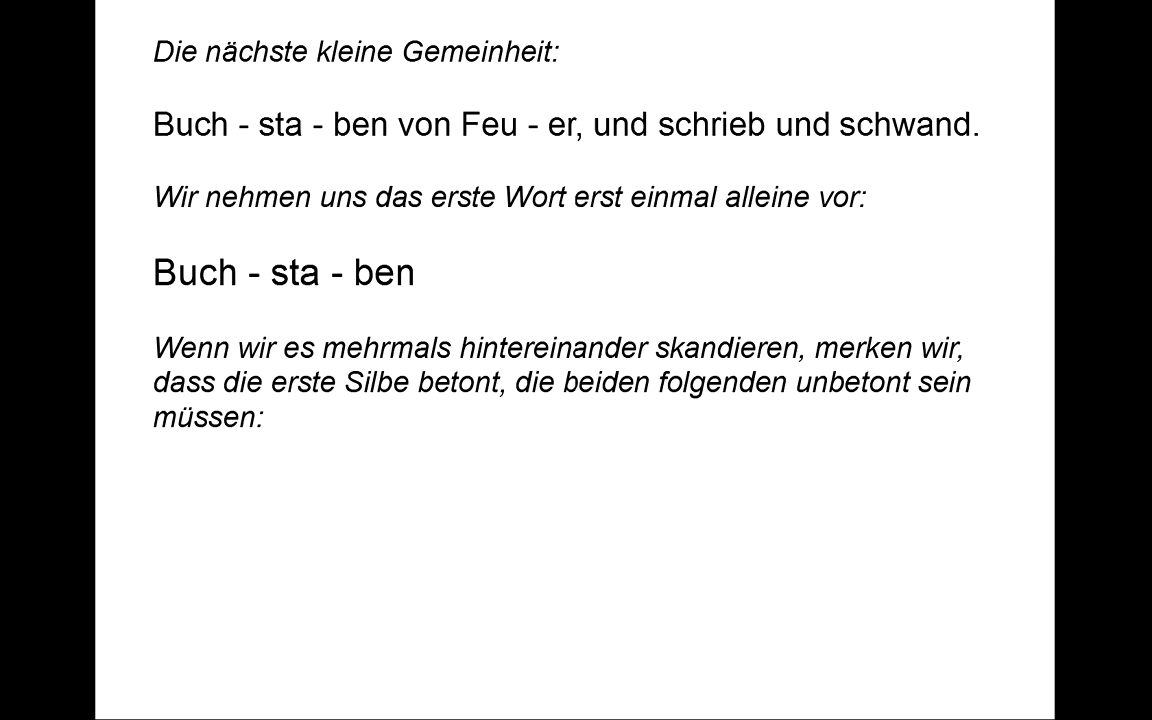 Die nächste kleine Gemeinheit:
Buch - sta - ben von Feu - er, und schrieb und schwand.
Wir nehmen uns das erste Wort erst einmal alleine vor:
Buch - sta - ben
Wenn wir es mehrmals hintereinander skandieren, merken wir,
dass die erste Silbe betont, die beiden folgenden unbetont sein
müssen: